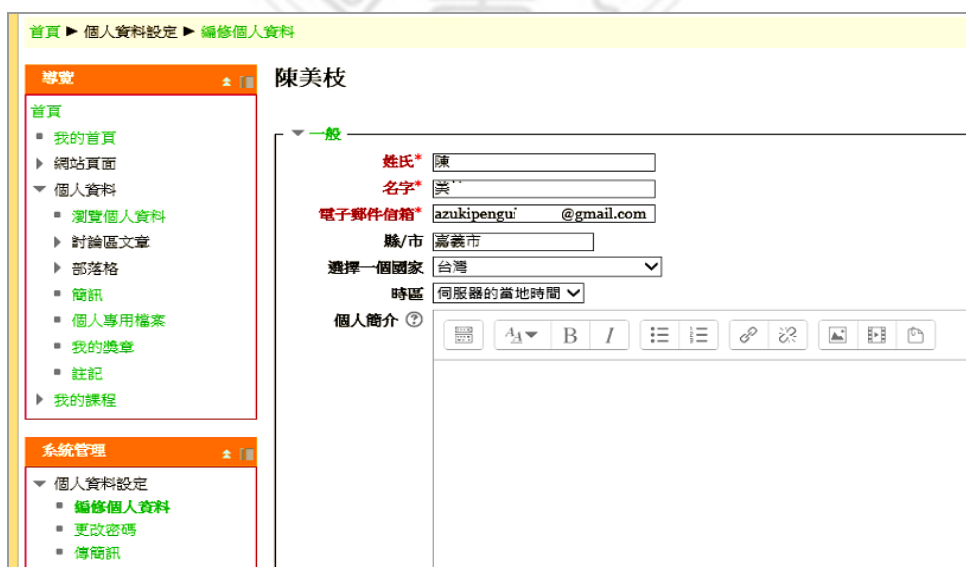 首頁 ► 個人資料設定 ► 編修個人資料
導覽
首頁
我的首頁
網站頁面
個人資料
瀏覽個人資料
討論區文章
部落格
簡訊
個人專用檔案
我的獎章
註記
我的課程
系統管理
個人資料設定
編修個人資料
更改密碼
傳簡訊
陳美枝
一般
姓氏* 陳
名字*
電子郵件信箱* azukipengu @gmail.com
縣/市 嘉義市
選擇一個國家 台灣
時區 伺服器的當地時間
個人簡介
B I